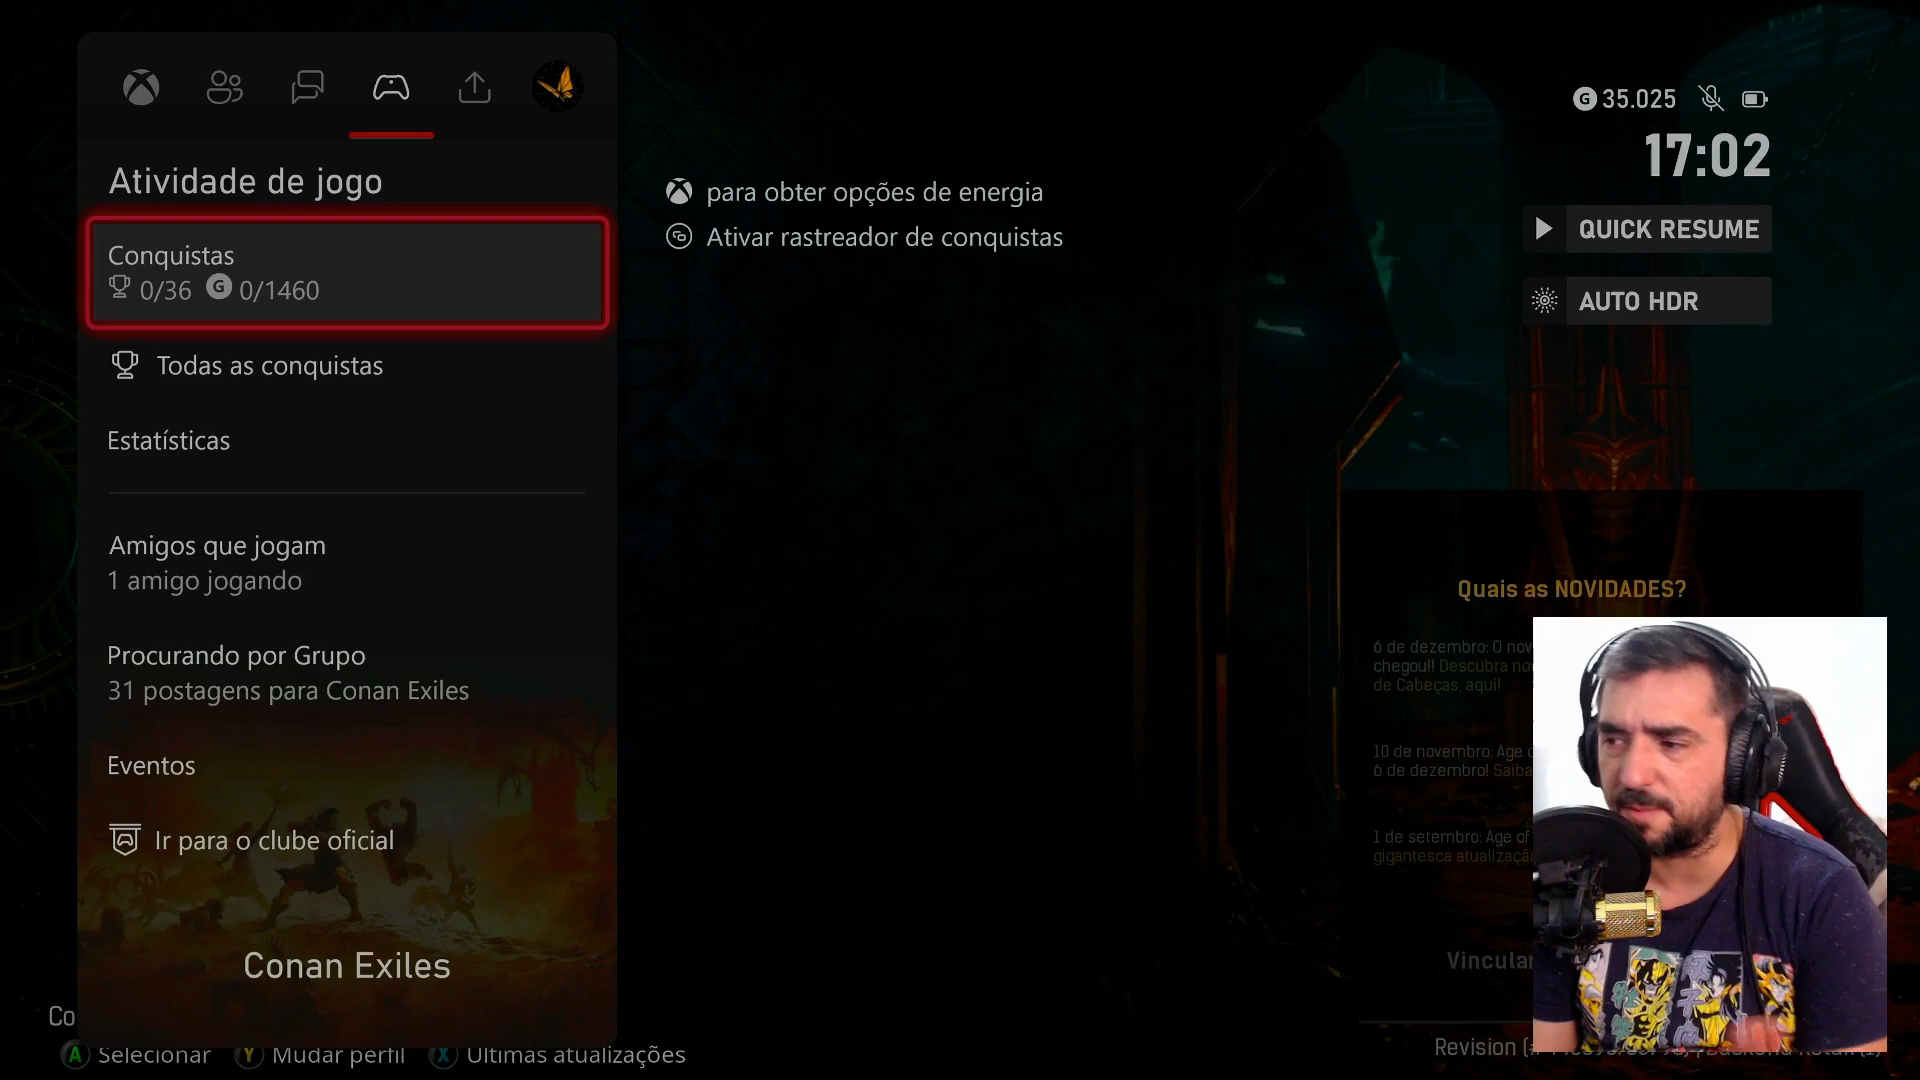 G 35.025
17:02
QUICK RESUME
AUTO HDR
Atividade de jogo
Conquistas
0/36 G 0/1460
Todas as conquistas
Estatísticas
Amigos que jogam
1 amigo jogando
Procurando por Grupo
31 postagens para Conan Exiles
Eventos
Ir para o clube oficial
Conan Exiles
para obter opções de energia
Ativar rastreador de conquistas
Quais as NOVIDADES?
6 de dezembro: O nov
chegou!! Descubra no
de Cabeças, aqui!
10 de novembro: Age
6 de dezembro! Saiba
1 de setembro: Age of
gigantesca atualizaçã
Vincular
Co
A Selecionar Y Mudar perfil X Últimas atualizações
Revision